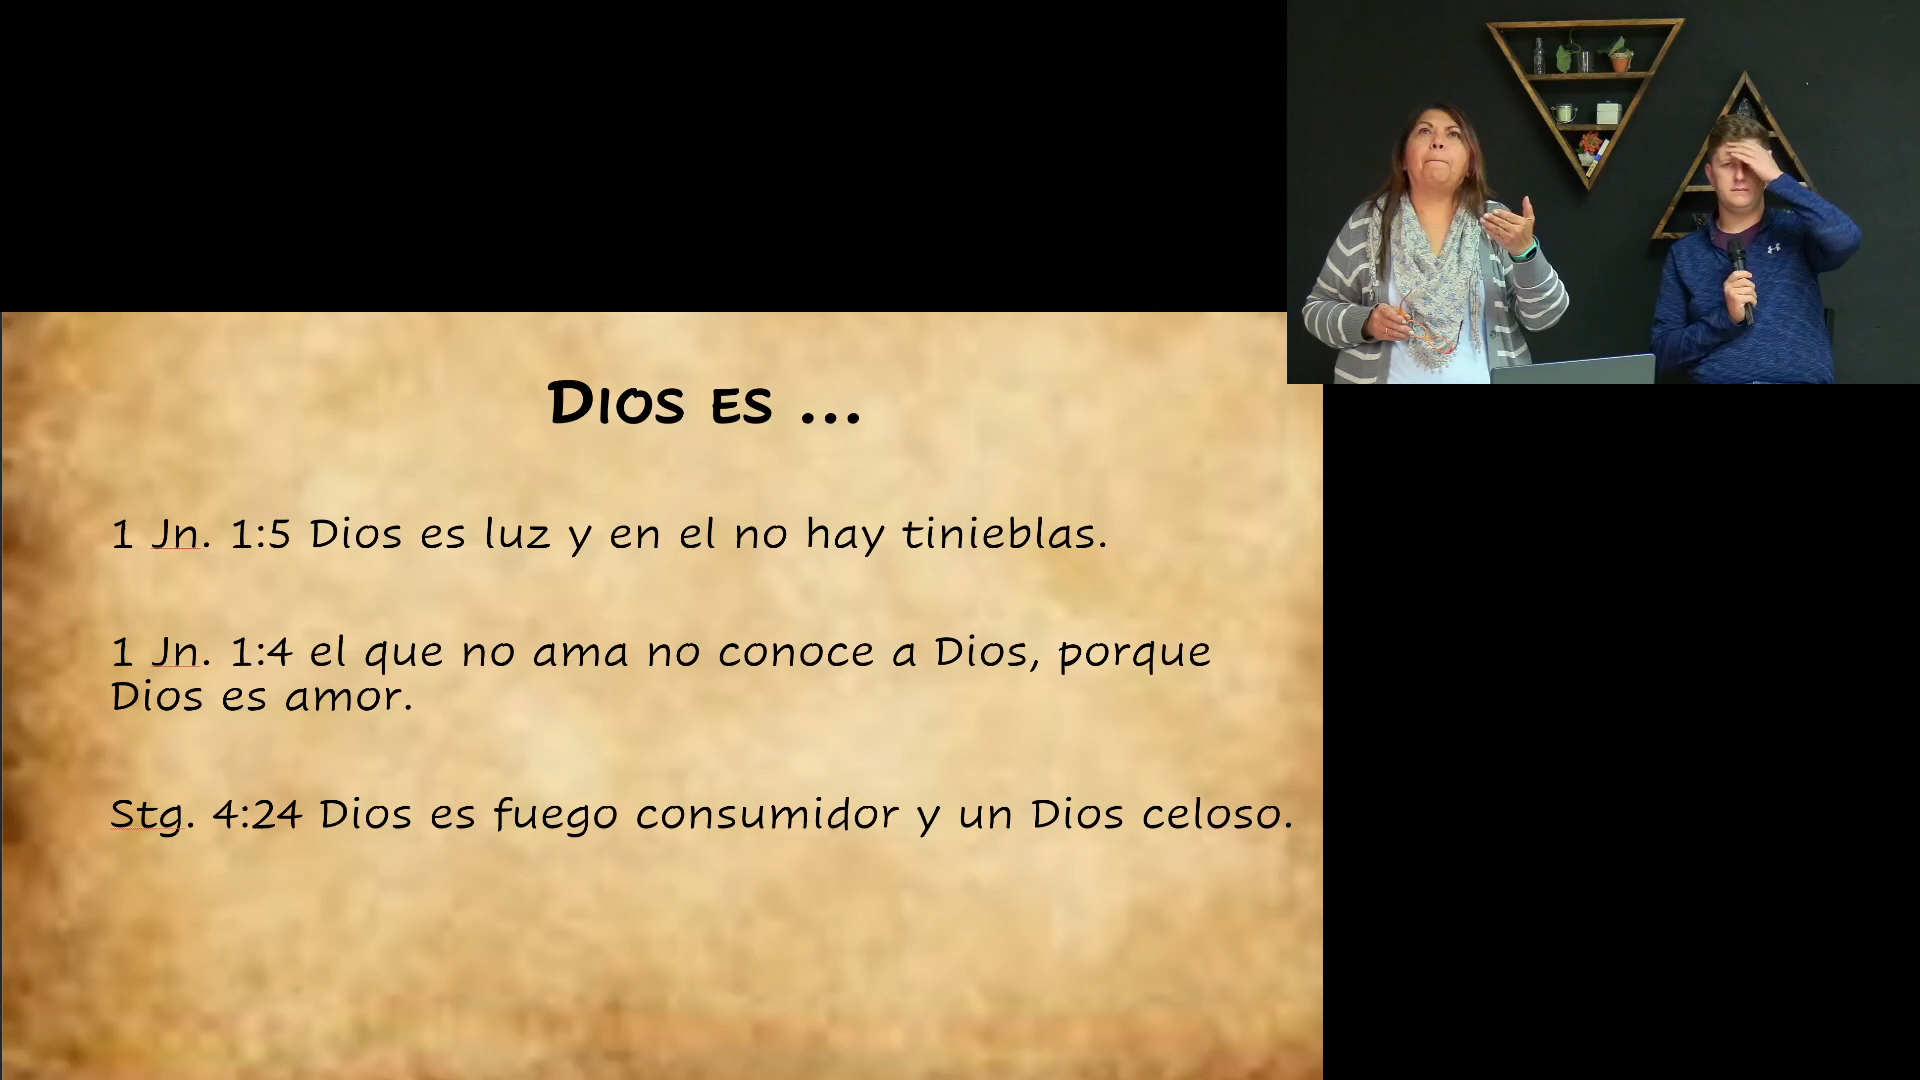 Dios es ...
1 Jn. 1:5 Dios es luz y en el no hay tinieblas.
1 Jn. 1:4 el que no ama no conoce a Dios, porque
Dios es amor.
Stg. 4:24 Dios es fuego consumidor y un Dios celoso.